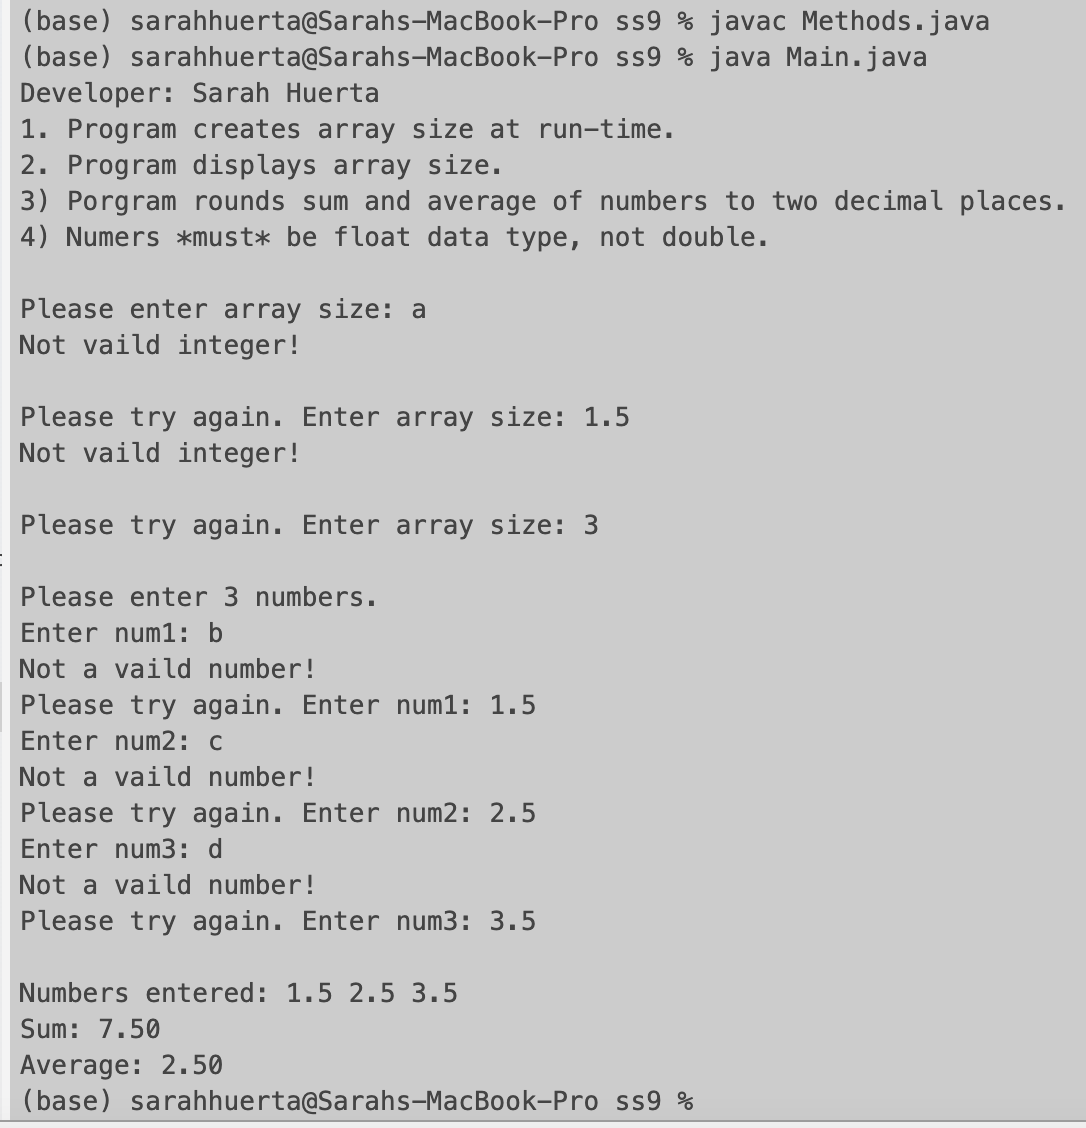 (base) sarahhuerta@Sarahs-MacBook-Pro ss9 % javac Methods.java
(base) sarahhuerta@Sarahs-MacBook-Pro ss9 % java Main.java
Developer: Sarah Huerta
1. Program creates array size at run-time.
2. Program displays array size.
3) Porgram rounds sum and average of numbers to two decimal places.
4) Numers *must* be float data type, not double.
Please enter array size: a
Not vaild integer!
Please try again. Enter array size: 1.5
Not vaild integer!
Please try again. Enter array size: 3
Please enter 3 numbers.
Enter num1: b
Not a vaild number!
Please try again. Enter num1: 1.5
Enter num2: c
Not a vaild number!
Please try again. Enter num2: 2.5
Enter num3: d
Not a vaild number!
Please try again. Enter num3: 3.5
Numbers entered: 1.5 2.5 3.5
Sum: 7.50
Average: 2.50
(base) sarahhuerta@Sarahs-MacBook-Pro ss9 %